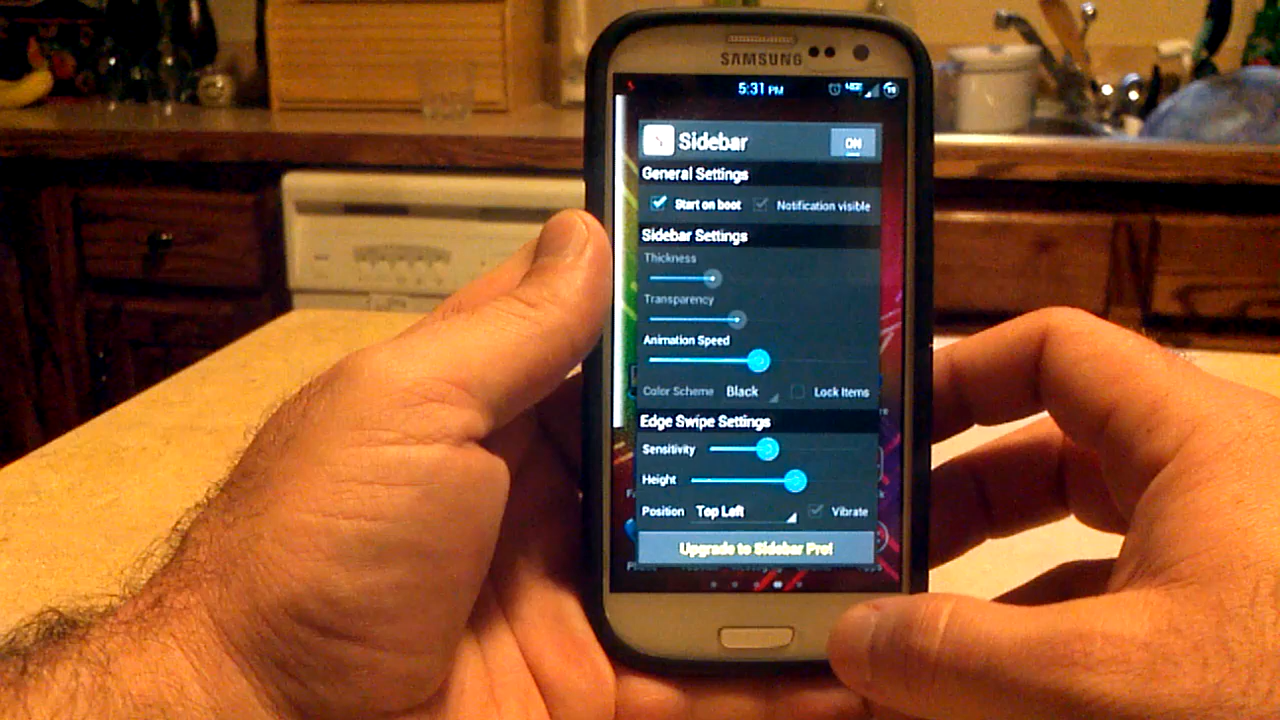 SAMSUNG
5:31 PM
Sidebar ON
General Settings
Start on boot Notification visible
Sidebar Settings
Thickness
Transparency
Animation Speed
Color Scheme Black Lock Items
Edge Swipe Settings
Sensitivity
Height
Position Top Left Vibrate
Upgrade to Sidebar Pro!